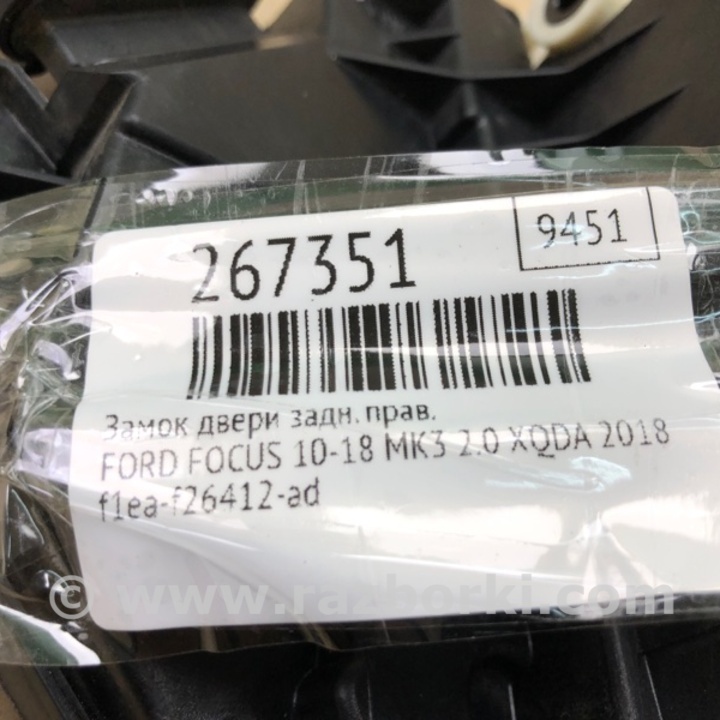 9451
267351
Замок двери задн. прав.
FORD FOCUS 10-18 MK3 2.0 XQDA 2018
f1ea-f26412-ad
© www.razborki.com